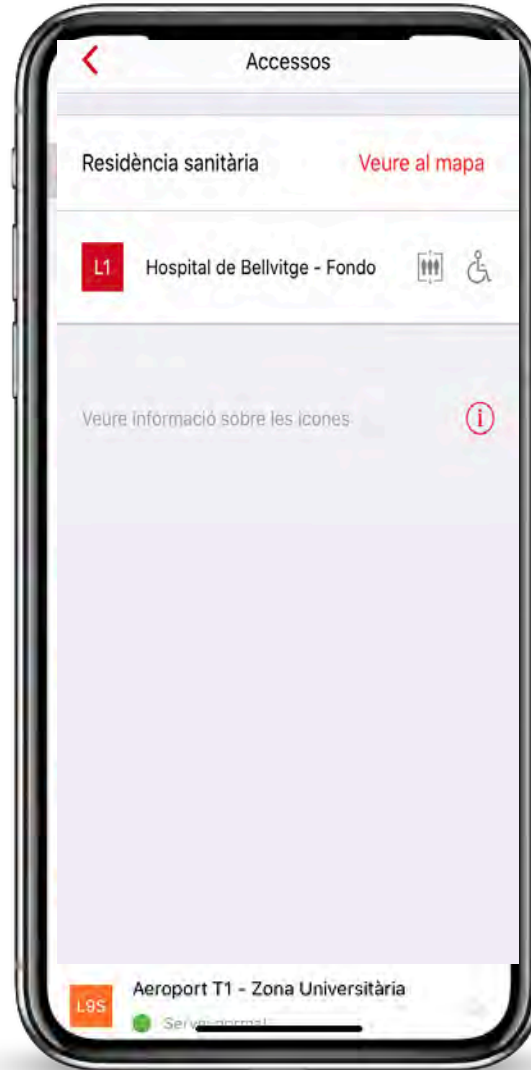 Accessos
Residència sanitària
Veure al mapa
L1
Hospital de Bellvitge - Fondo
Veure informació sobre les icones
i
L9S
Aeroport T1 - Zona Universitària